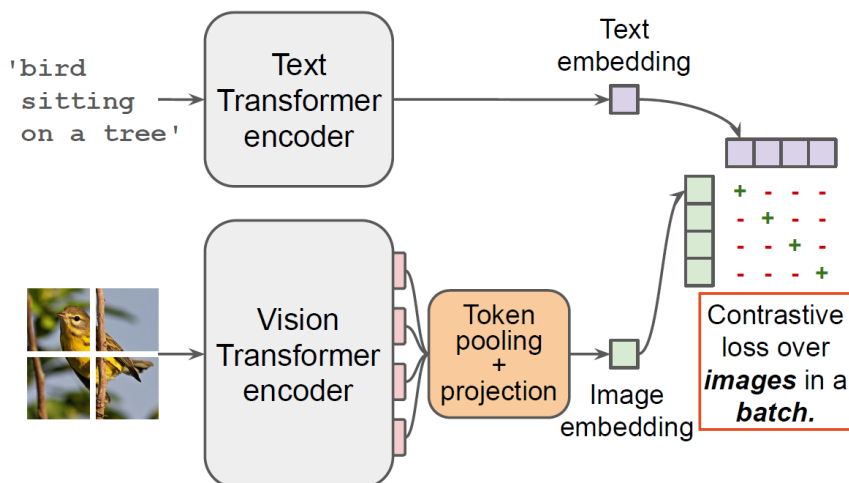 'bird
sitting
on a tree'
Text
Transformer
encoder
Text
embedding
+ - - -
- + - -
- - + -
- - - +
Vision
Transformer
encoder
Token
pooling
+
projection
Image
embedding
Contrastive
loss over
images in a
batch.